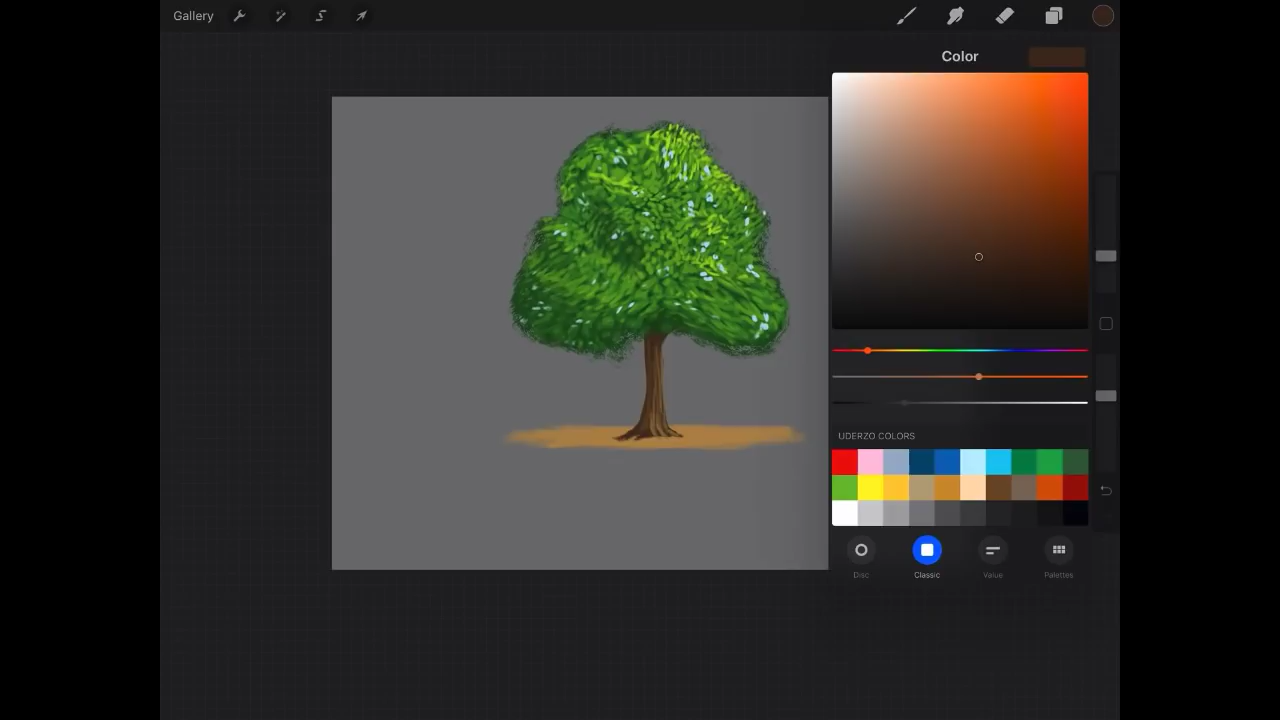 Gallery
Color
UDERZO COLORS
Disc
Classic
Value
Palettes